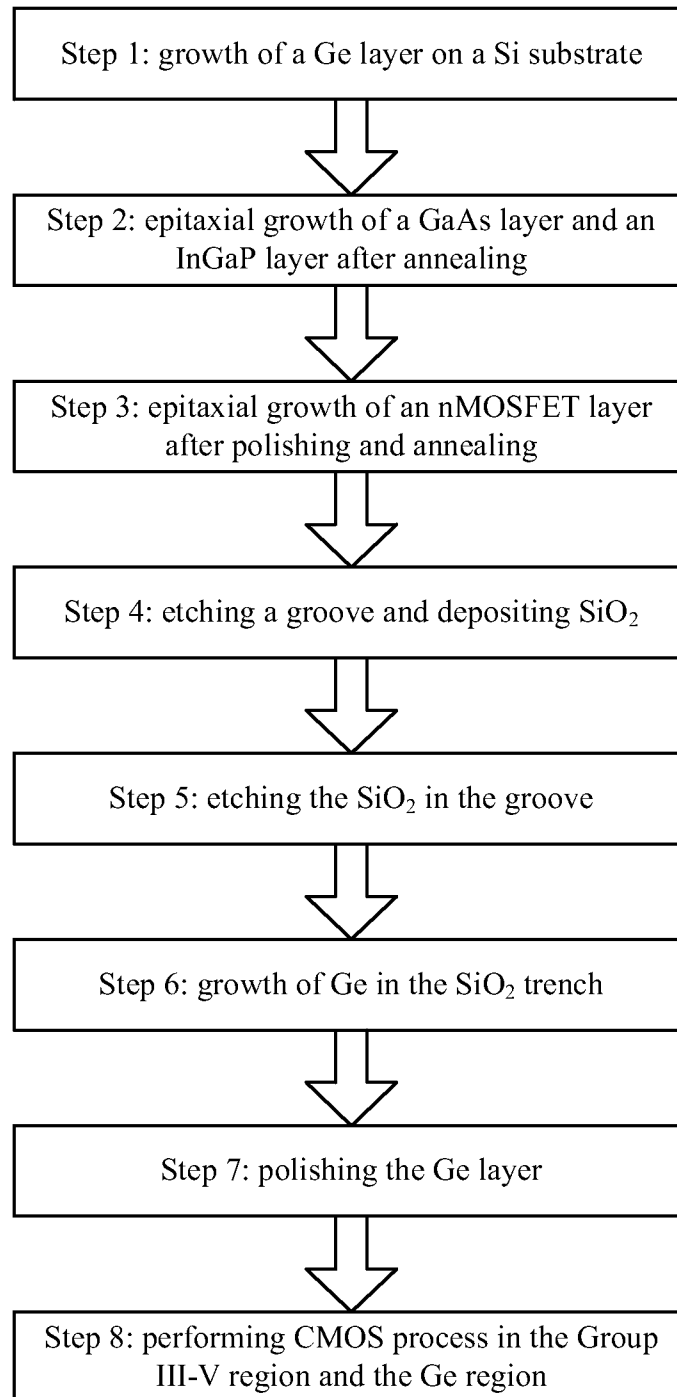 Step 1: growth of a Ge layer on a Si substrate
Step 2: epitaxial growth of a GaAs layer and an
InGaP layer after annealing
Step 3: epitaxial growth of an nMOSFET layer
after polishing and annealing
Step 4: etching a groove and depositing SiO₂
Step 5: etching the SiO₂ in the groove
Step 6: growth of Ge in the SiO₂ trench
Step 7: polishing the Ge layer
Step 8: performing CMOS process in the Group
III-V region and the Ge region